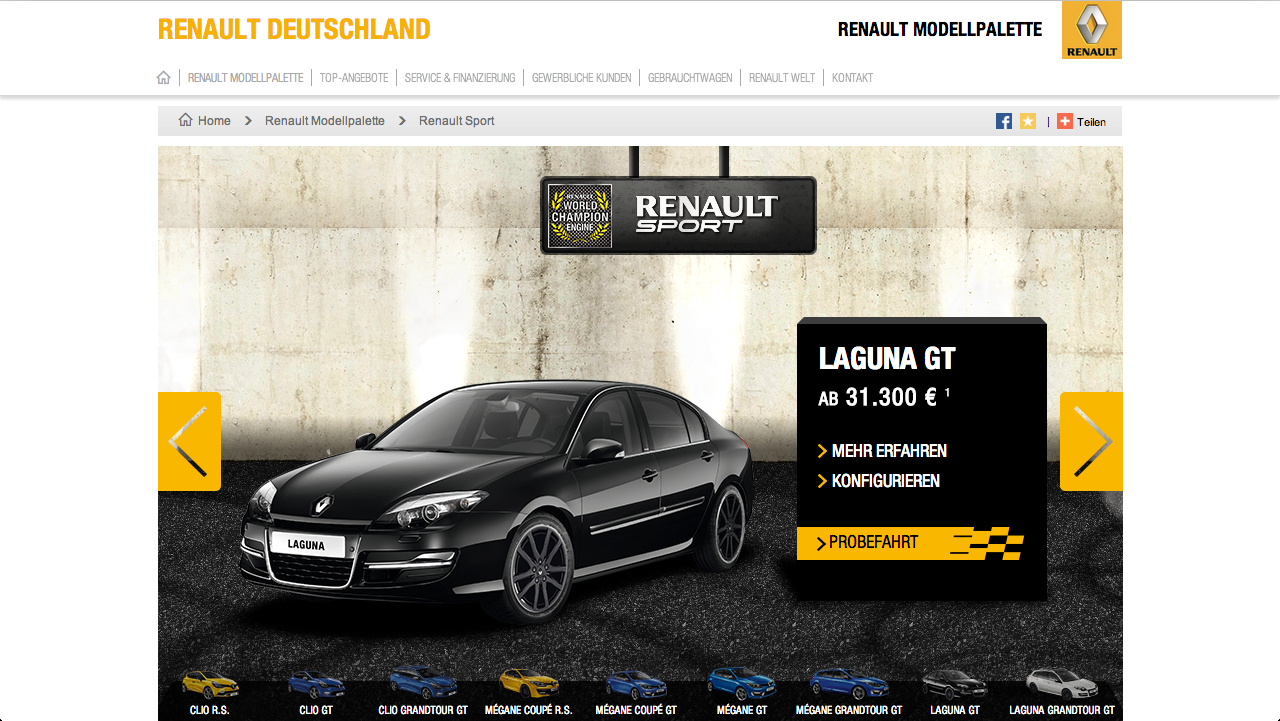 RENAULT DEUTSCHLAND
RENAULT MODELLPALETTE
RENAULT
RENAULT MODELLPALETTE TOP-ANGEBOTE SERVICE & FINANZIERUNG GEWERBLICHE KUNDEN GEBRAUCHTWAGEN RENAULT WELT KONTAKT
Home Renault Modellpalette Renault Sport
Teilen
RENAULT
WORLD
CHAMPION
ENGINE
RENAULT
SPORT
LAGUNA GT
AB 31.300 € 1
MEHR ERFAHREN
KONFIGURIEREN
PROBEFAHRT
LAGUNA
CLIO R.S. CLIO GT CLIO GRANDTOUR GT MÉGANE COUPÉ R.S. MÉGANE COUPÉ GT MÉGANE GT MÉGANE GRANDTOUR GT LAGUNA GT LAGUNA GRANDTOUR GT